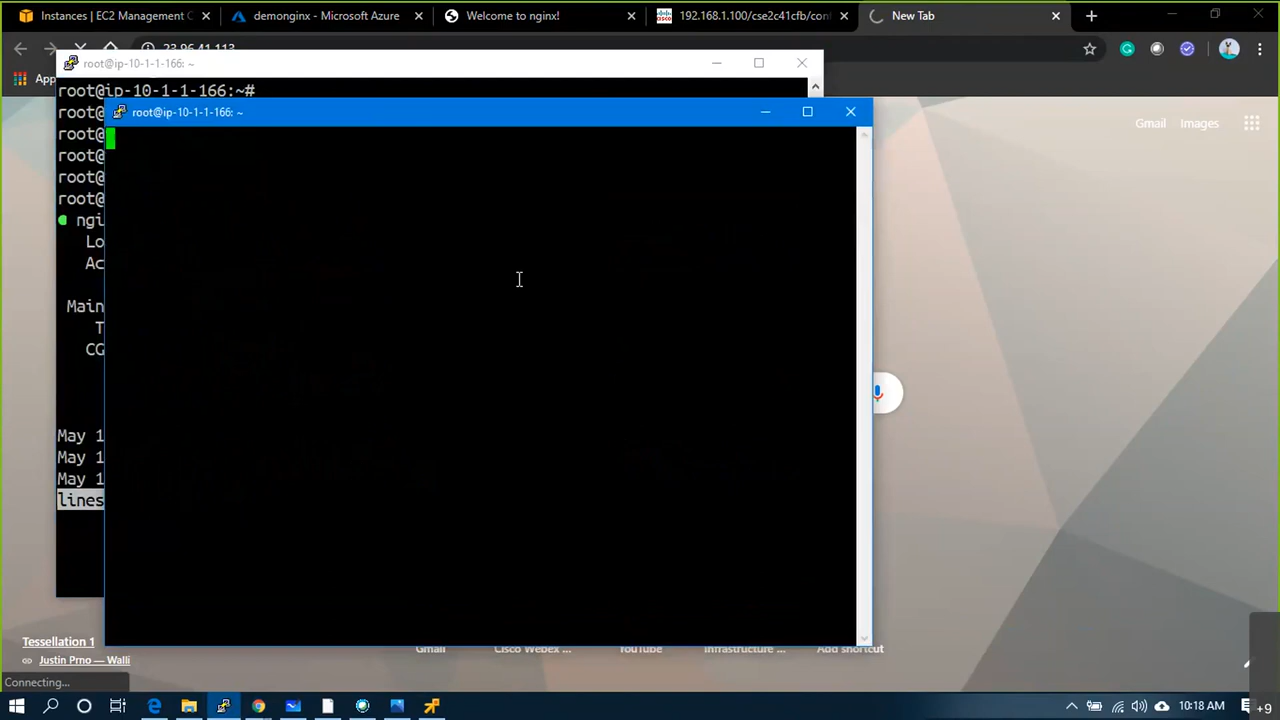 Instances | EC2 Management C
demonginx - Microsoft Azure
Welcome to nginx!
192.168.1.100/cse2c41cfb/conf
New Tab
23.96.41.113
App
root@ip-10-1-1-166: ~
root@ip-10-1-1-166:~#
root@ip-10-1-1-166: ~
root@
root@
root@
root@
root@
ngi
Lo
Ac
Main
T
CG
May 1
May 1
May 1
lines
Gmail
Images
Tessellation 1
Justin Prno — Walli
Gmail
Cisco Webex ...
YouTube
Infrastructure ...
Add shortcut
Connecting...
10:18 AM
+9